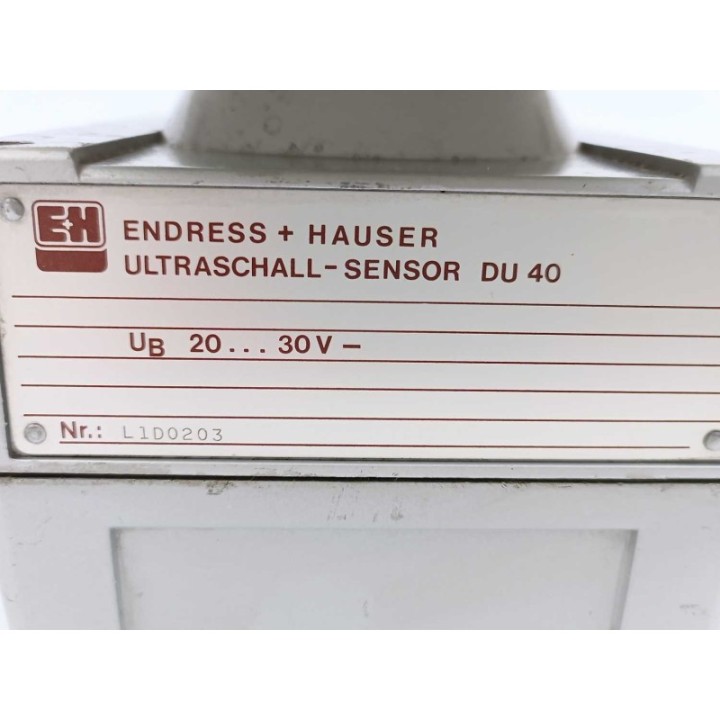 E+H
ENDRESS + HAUSER
ULTRASCHALL-SENSOR DU 40
UB 20...30V –
Nr.: L1D0203